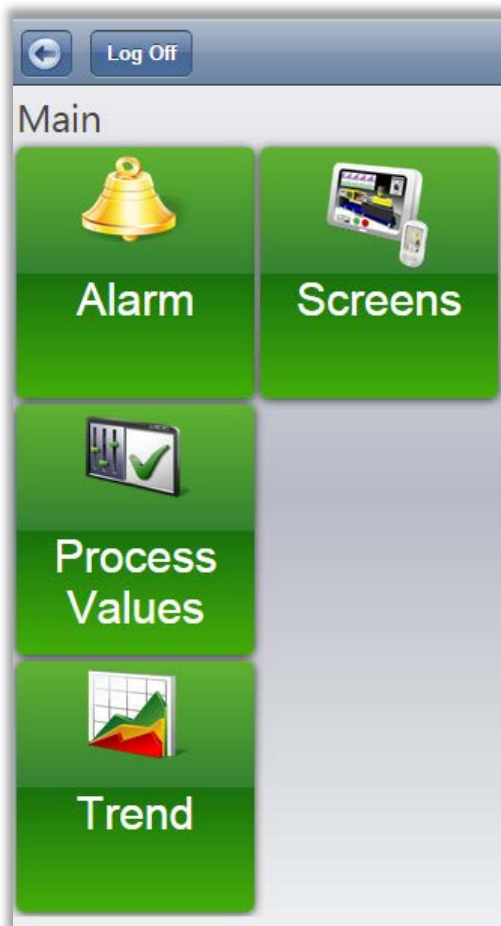 Log Off
Main
Alarm
Screens
Process
Values
Trend